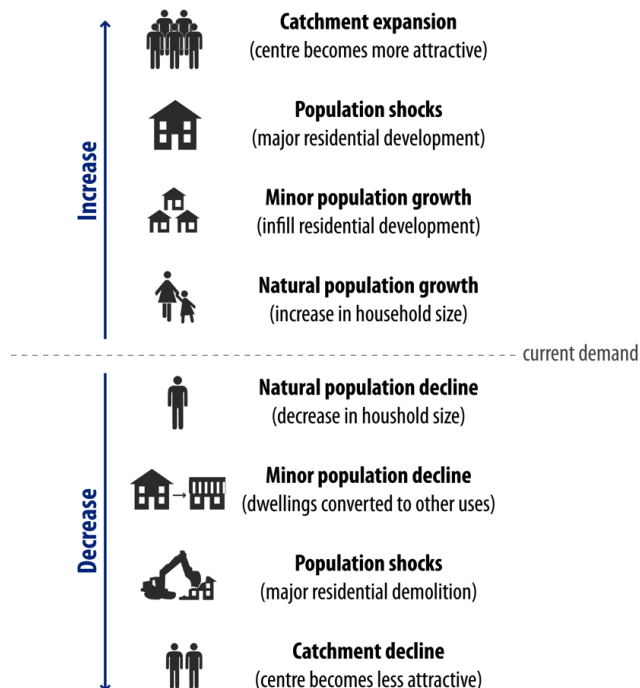 Catchment expansion
(centre becomes more attractive)
Population shocks
(major residential development)
Increase
Minor population growth
(infill residential development)
Natural population growth
(increase in household size)
current demand
Natural population decline
(decrease in houshold size)
Minor population decline
(dwellings converted to other uses)
Decrease
Population shocks
(major residential demolition)
Catchment decline
(centre becomes less attractive)